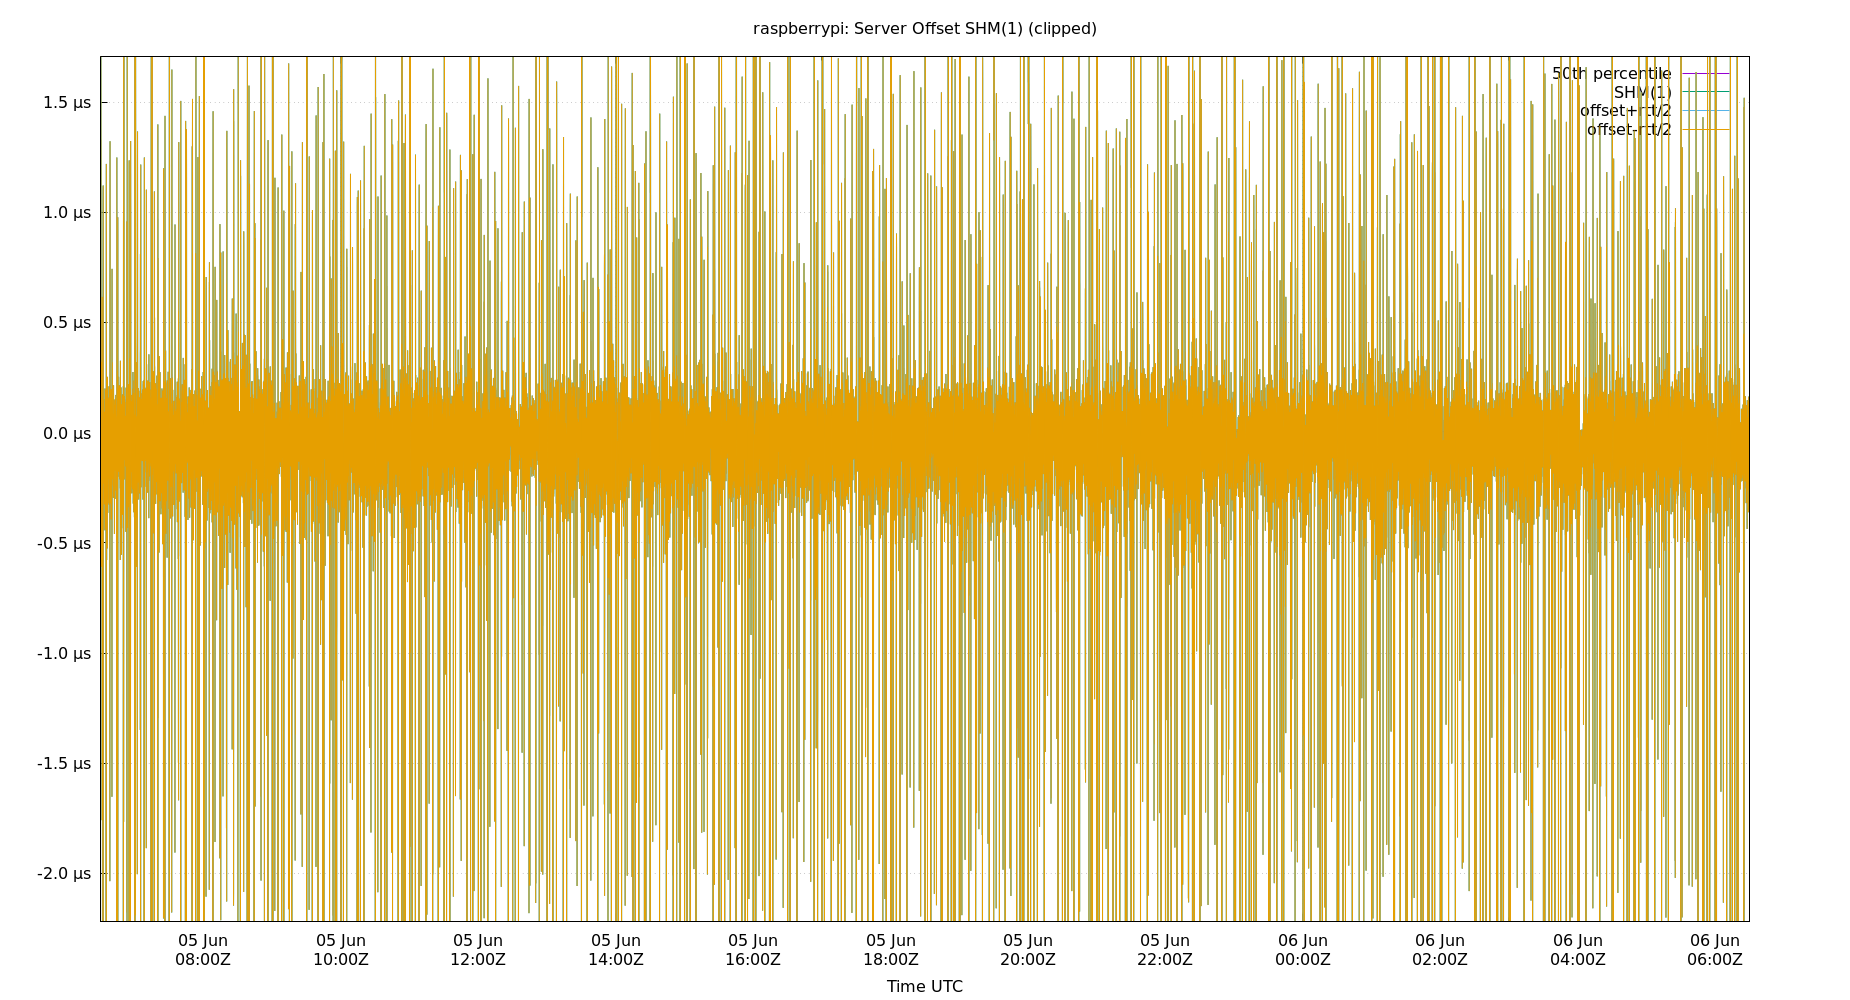 raspberrypi: Server Offset SHM(1) (clipped)
50th percentile
SHM(1)
offset+rtt/2
offset-rtt/2
1.5 µs
1.0 µs
0.5 µs
0.0 µs
-0.5 µs
-1.0 µs
-1.5 µs
-2.0 µs
05 Jun 05 Jun 05 Jun 05 Jun 05 Jun 05 Jun 05 Jun 05 Jun 06 Jun 06 Jun 06 Jun 06 Jun
08:00Z 10:00Z 12:00Z 14:00Z 16:00Z 18:00Z 20:00Z 22:00Z 00:00Z 02:00Z 04:00Z 06:00Z
Time UTC